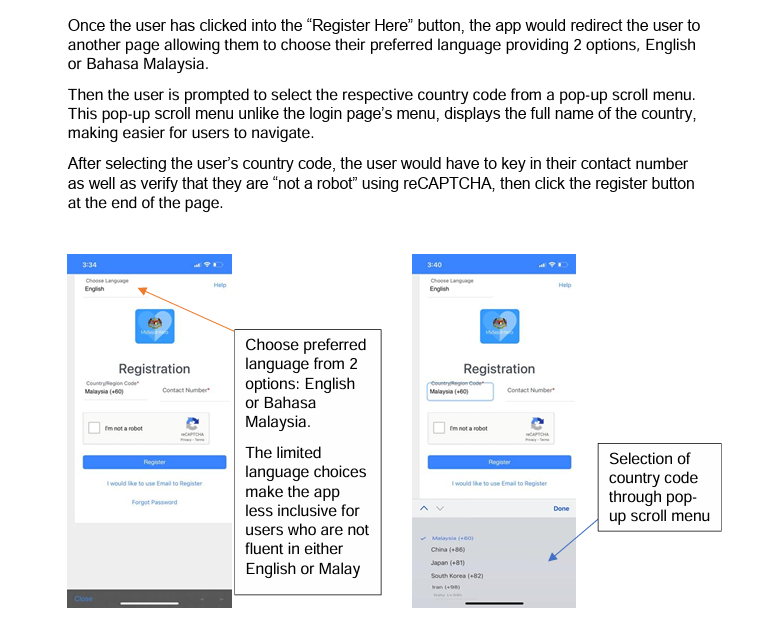 Once the user has clicked into the “Register Here” button, the app would redirect the user to
another page allowing them to choose their preferred language providing 2 options, English
or Bahasa Malaysia.
Then the user is prompted to select the respective country code from a pop-up scroll menu.
This pop-up scroll menu unlike the login page’s menu, displays the full name of the country,
making easier for users to navigate.
After selecting the user’s country code, the user would have to key in their contact number
as well as verify that they are “not a robot” using reCAPTCHA, then click the register button
at the end of the page.
3:34
Choose Language
English
Help
Registration
Country/Region Code*
Malaysia (+60)
Contact Number*
I'm not a robot
reCAPTCHA
Privacy - Terms
Register
I would like to use Email to Register
Forgot Password
Close
Choose preferred
language from 2
options: English
or Bahasa
Malaysia.
The limited
language choices
make the app
less inclusive for
users who are not
fluent in either
English or Malay
3:40
Choose Language
English
Help
Registration
Country/Region Code*
Malaysia (+60)
Contact Number*
I'm not a robot
reCAPTCHA
Privacy - Terms
Register
I would like to use Email to Register
Done
Malaysia (+60)
China (+86)
Japan (+81)
South Korea (+82)
Iran (+98)
Selection of
country code
through pop-
up scroll menu